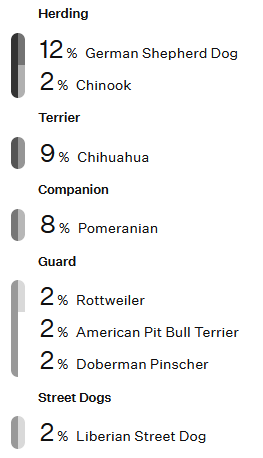 Herding
12 % German Shepherd Dog
2 % Chinook
Terrier
9 % Chihuahua
Companion
8 % Pomeranian
Guard
2 % Rottweiler
2 % American Pit Bull Terrier
2 % Doberman Pinscher
Street Dogs
2 % Liberian Street Dog